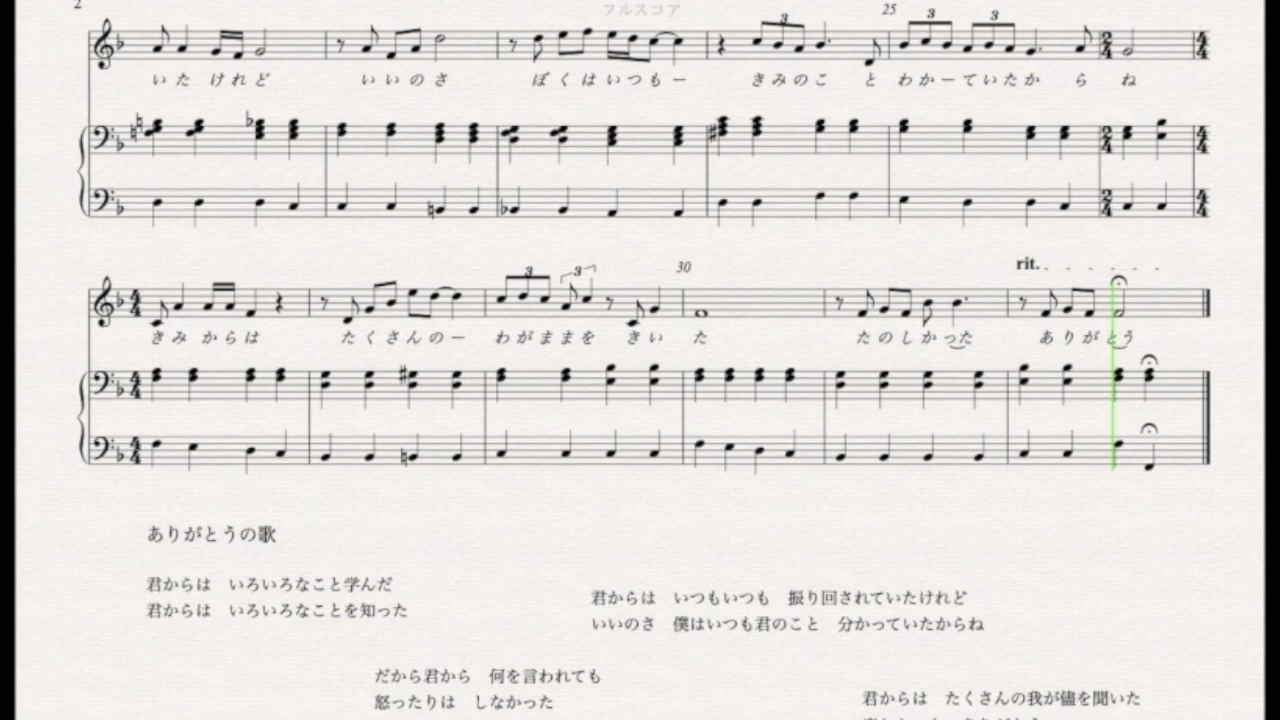 2
フルスコア
25
3 3 3
いた けれど いいのさ ぼくはいつもー きみのこ と わかーていたか ら ね
rit.
30
3 3
きみ からは たくさんのー わがままを きい た たのしかった ありがとう
ありがとうの歌
君からは いろいろなこと学んだ
君からは いろいろなことを知った
君からは いつもいつも 振り回されていたけれど
いいのさ 僕はいつも君のこと 分かっていたからね
だから君から 何を言われても
怒ったりは しなかった
君からは たくさんの我が儘を聞いた